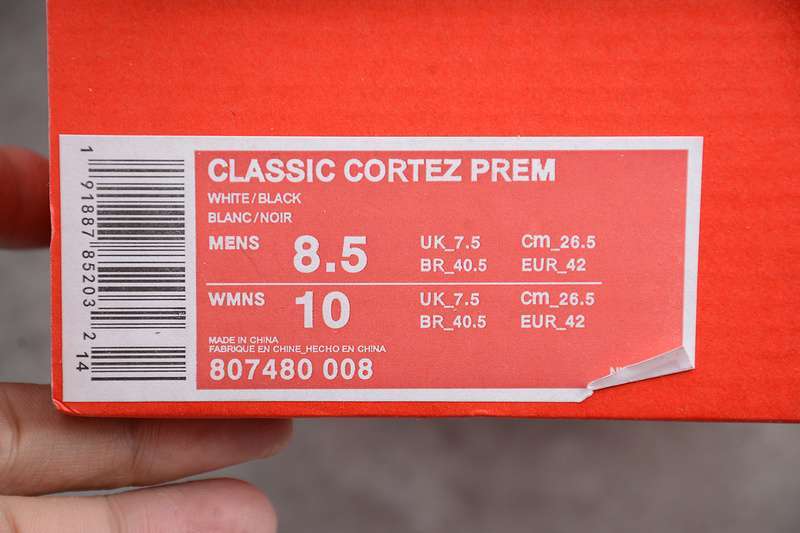 CLASSIC CORTEZ PREM
WHITE/BLACK
BLANC/NOIR
MENS 8.5 UK_7.5 cm_26.5
BR_40.5 EUR_42
WMNS 10 UK_7.5 cm_26.5
BR_40.5 EUR_42
MADE IN CHINA
FABRIQUE EN CHINE_HECHO EN CHINA
807480 008
1 91887 85203 2 14